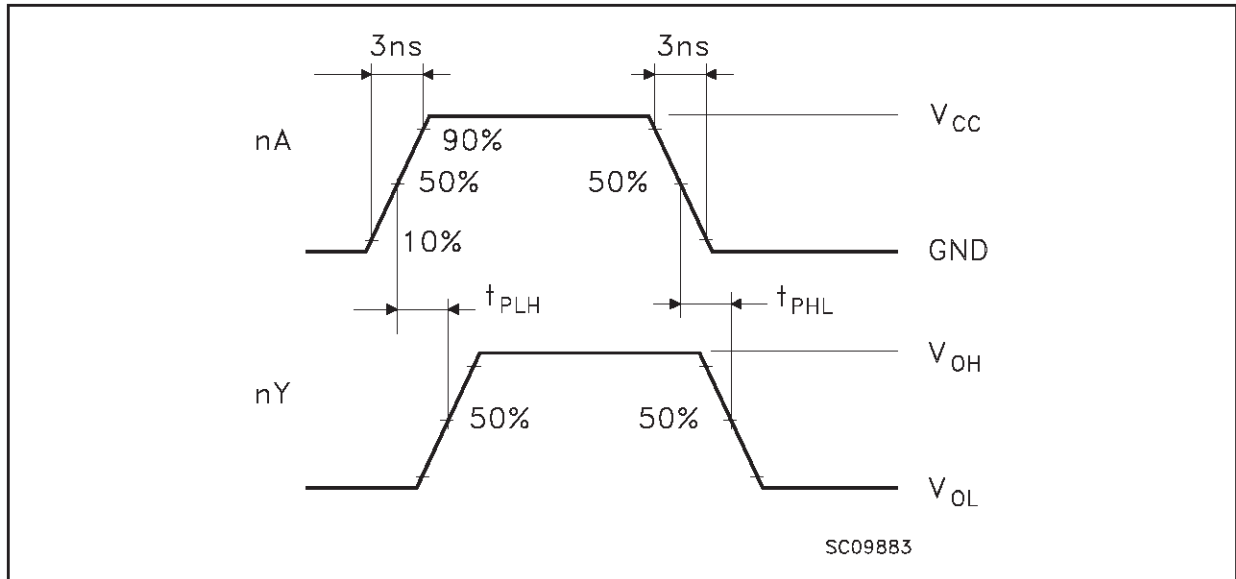 3ns 3ns
nA 90% V_CC
50% 50%
10% GND
t_PLH t_PHL
nY V_OH
50% 50%
V_OL
SC09883